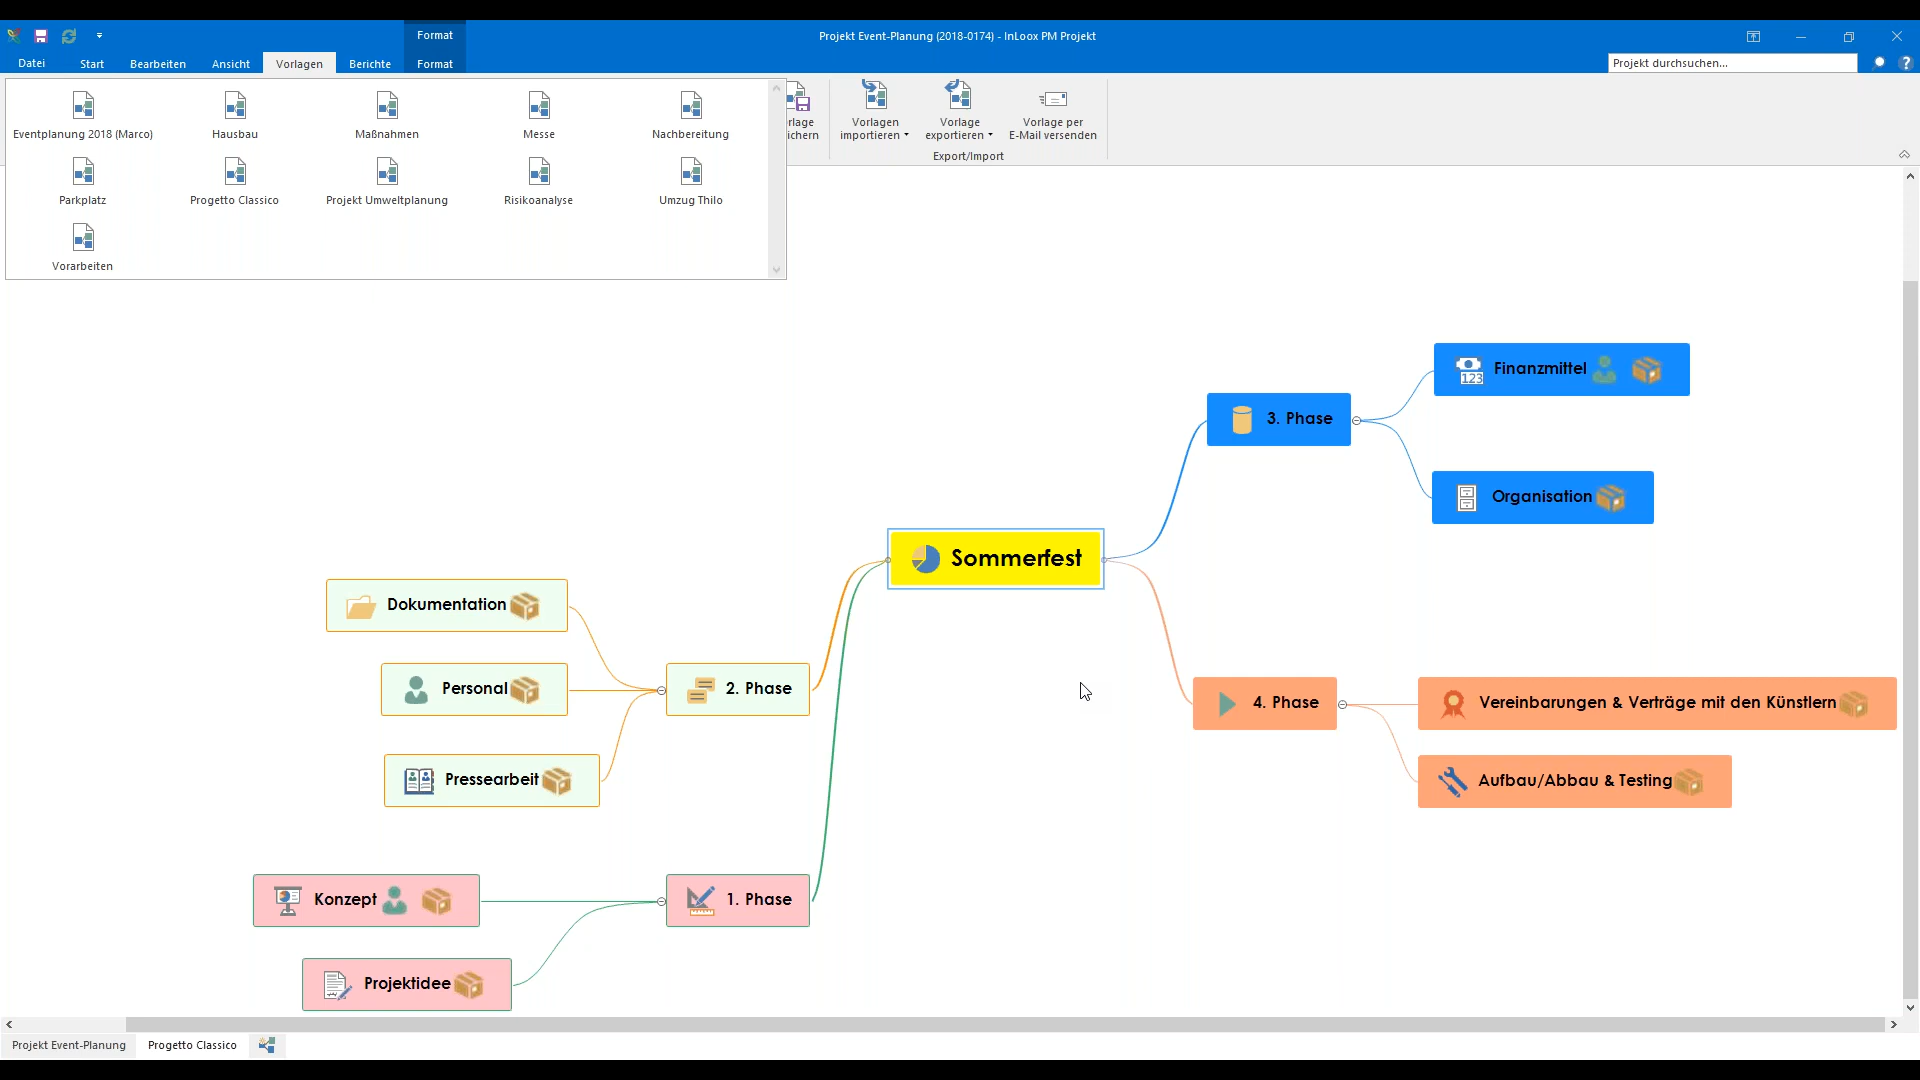 Format
Projekt Event-Planung (2018-0174) - InLoox PM Projekt
Datei
Start
Bearbeiten
Ansicht
Vorlagen
Berichte
Format
Projekt durchsuchen...
Eventplanung 2018 (Marco)
Hausbau
Maßnahmen
Messe
Nachbereitung
Parkplatz
Progetto Classico
Projekt Umweltplanung
Risikoanalyse
Umzug Thilo
Vorarbeiten
rlage
ichern
Vorlagen
importieren
Vorlage
exportieren
Vorlage per
E-Mail versenden
Export/Import
123
Finanzmittel
3. Phase
Organisation
Sommerfest
Dokumentation
Personal
2. Phase
4. Phase
Vereinbarungen & Verträge mit den Künstlern
Pressearbeit
Aufbau/Abbau & Testing
Konzept
1. Phase
Projektidee
Projekt Event-Planung
Progetto Classico